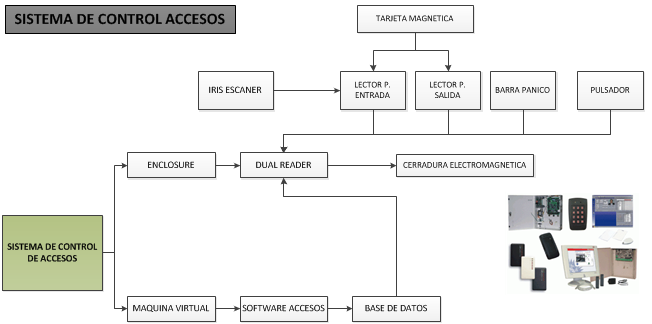 SISTEMA DE CONTROL ACCESOS
TARJETA MAGNETICA
IRIS ESCANER
LECTOR P.
ENTRADA
LECTOR P.
SALIDA
BARRA PANICO
PULSADOR
ENCLOSURE
DUAL READER
CERRADURA ELECTROMAGNETICA
SISTEMA DE CONTROL
DE ACCESOS
MAQUINA VIRTUAL
SOFTWARE ACCESOS
BASE DE DATOS